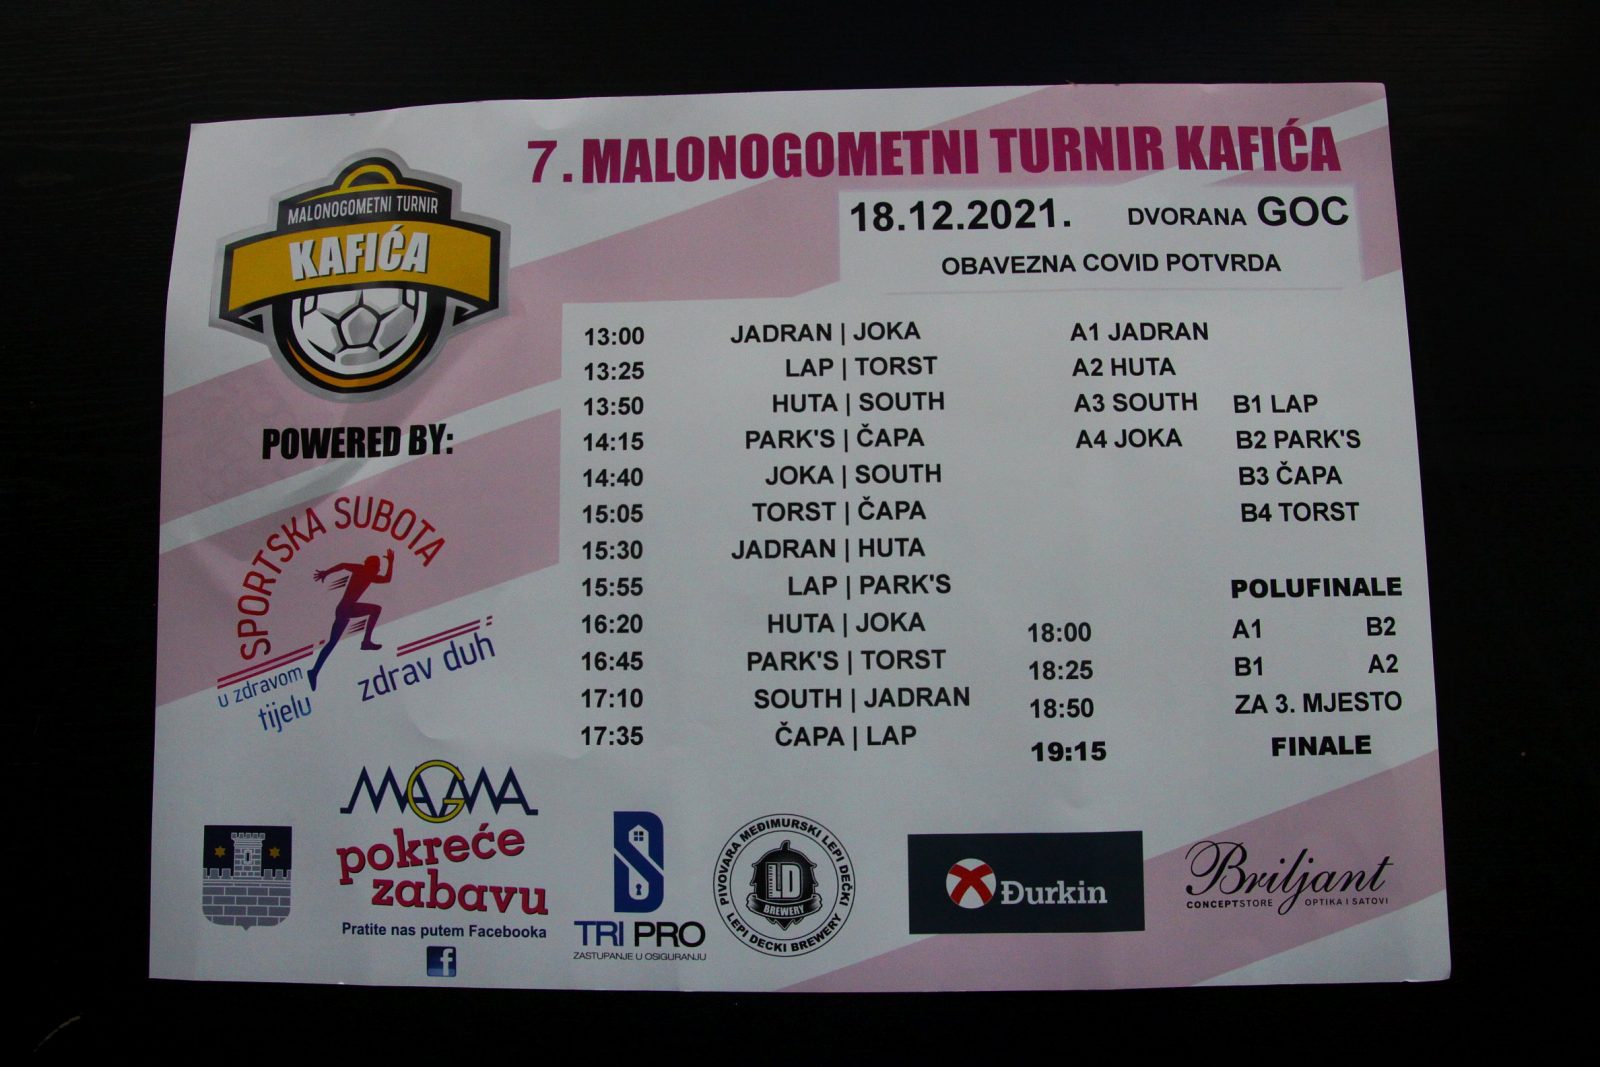 7. MALONOGOMETNI TURNIR KAFIĆA
18.12.2021. DVORANA GOC
OBAVEZNA COVID POTVRDA
MALONOGOMETNI TURNIR
KAFIĆA
POWERED BY:
SPORTSKA SUBOTA
u zdravom
tijelu
zdrav duh
13:00 JADRAN | JOKA A1 JADRAN
13:25 LAP | TORST A2 HUTA
13:50 HUTA | SOUTH A3 SOUTH B1 LAP
14:15 PARK'S | ČAPA A4 JOKA B2 PARK'S
14:40 JOKA | SOUTH B3 ČAPA
15:05 TORST | ČAPA B4 TORST
15:30 JADRAN | HUTA
15:55 LAP | PARK'S POLUFINALE
16:20 HUTA | JOKA 18:00 A1 B2
16:45 PARK'S | TORST 18:25 B1 A2
17:10 SOUTH | JADRAN 18:50 ZA 3. MJESTO
17:35 ČAPA | LAP 19:15 FINALE
MAGMA
pokreće
zabavu
Pratite nas putem Facebooka
f
TRI PRO
ZASTUPANJE U OSIGURANJU
PIVOVARA MEĐIMURSKI LEPI DEČKI
LD
BREWERY
LEPI DECKI BREWERY
Đurkin
Briljant
CONCEPTSTORE OPTIKA I SATOVI